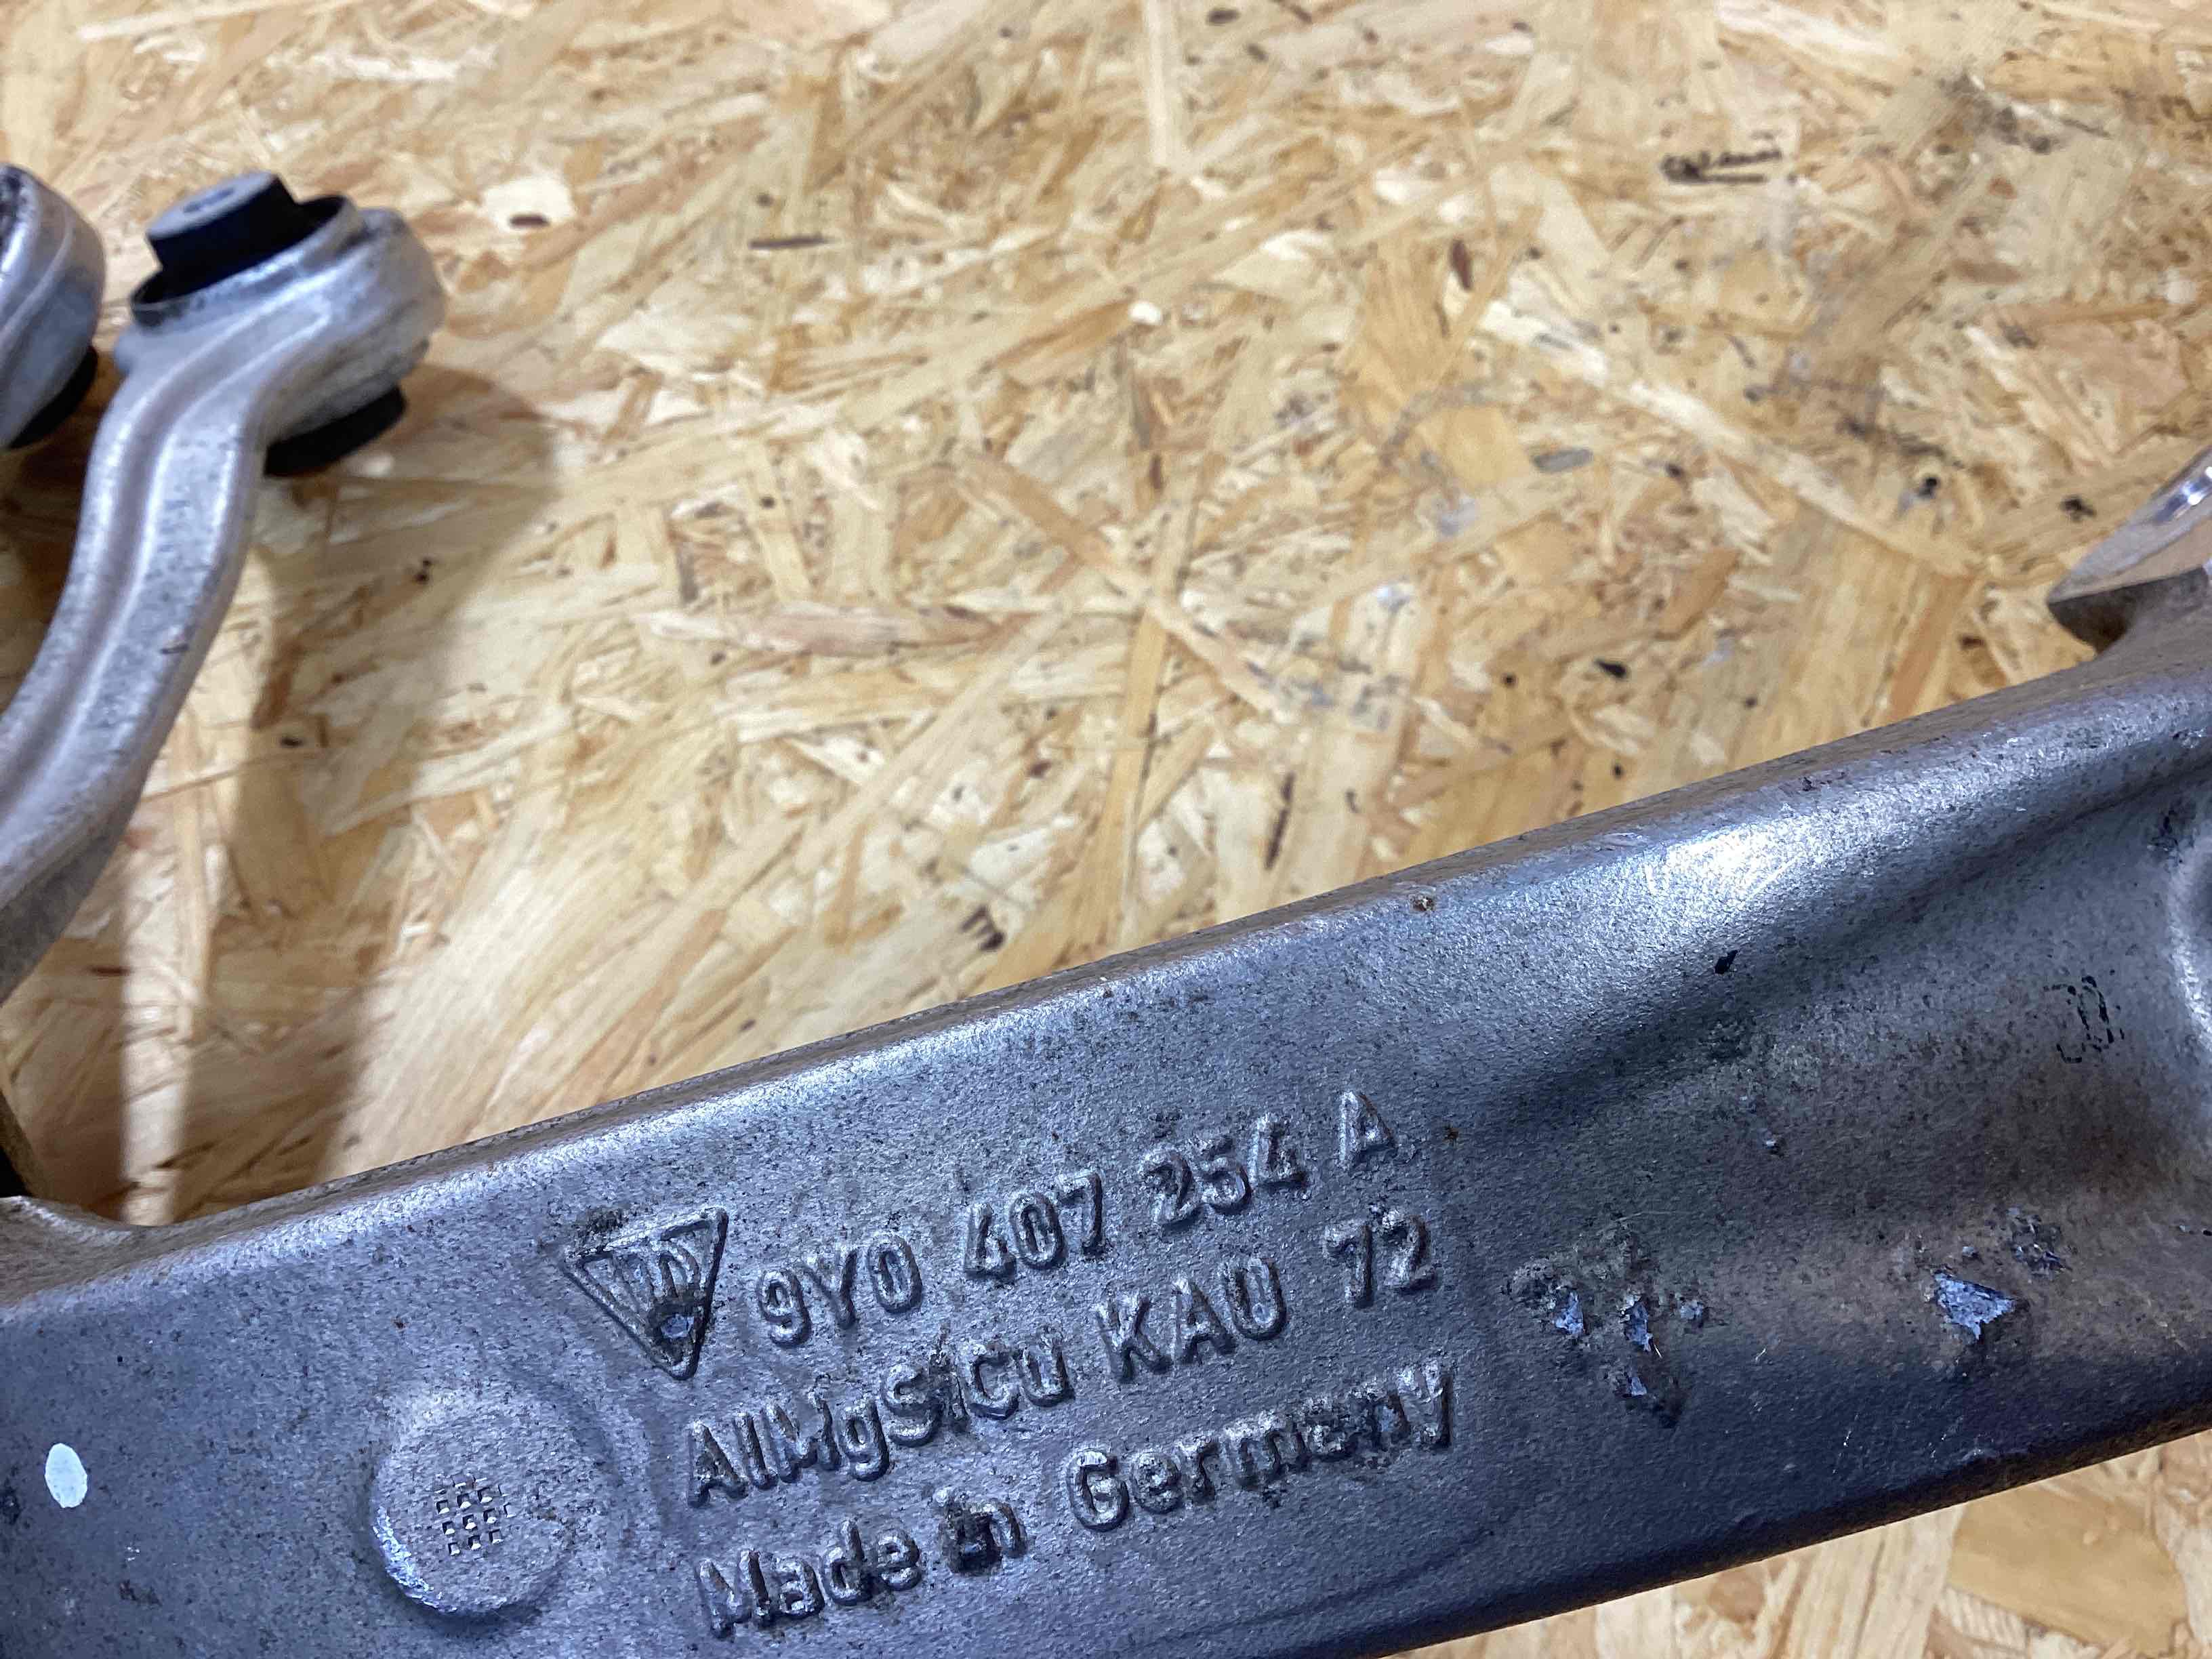 9Y0 407 254 A
AlMgSiCu KAU 72
Made in Germany